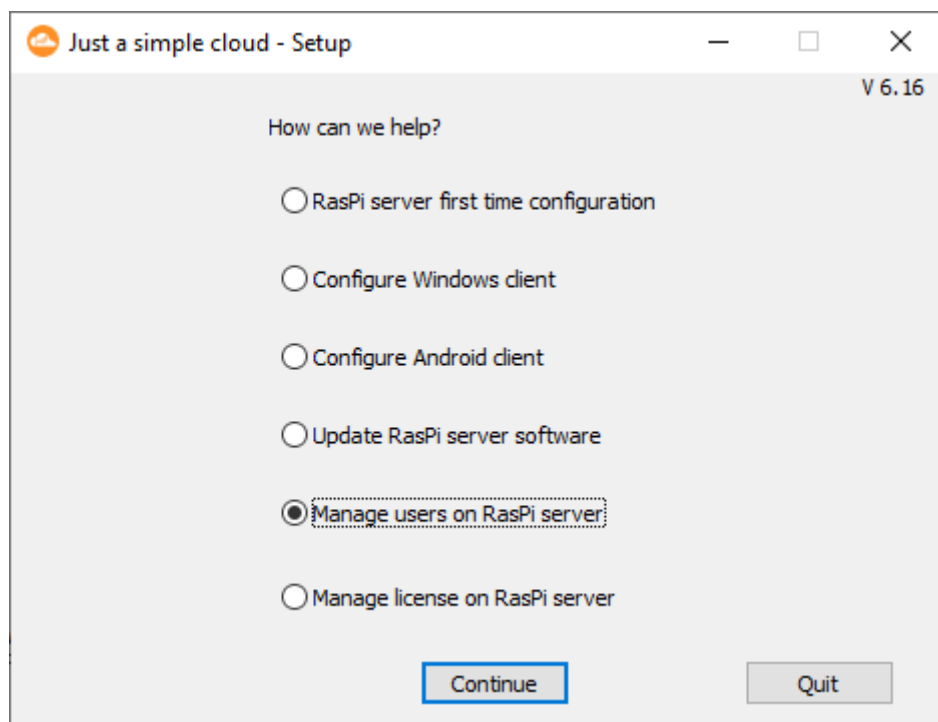 Just a simple cloud - Setup
V 6.16
How can we help?
RasPi server first time configuration
Configure Windows client
Configure Android client
Update RasPi server software
Manage users on RasPi server
Manage license on RasPi server
Continue
Quit